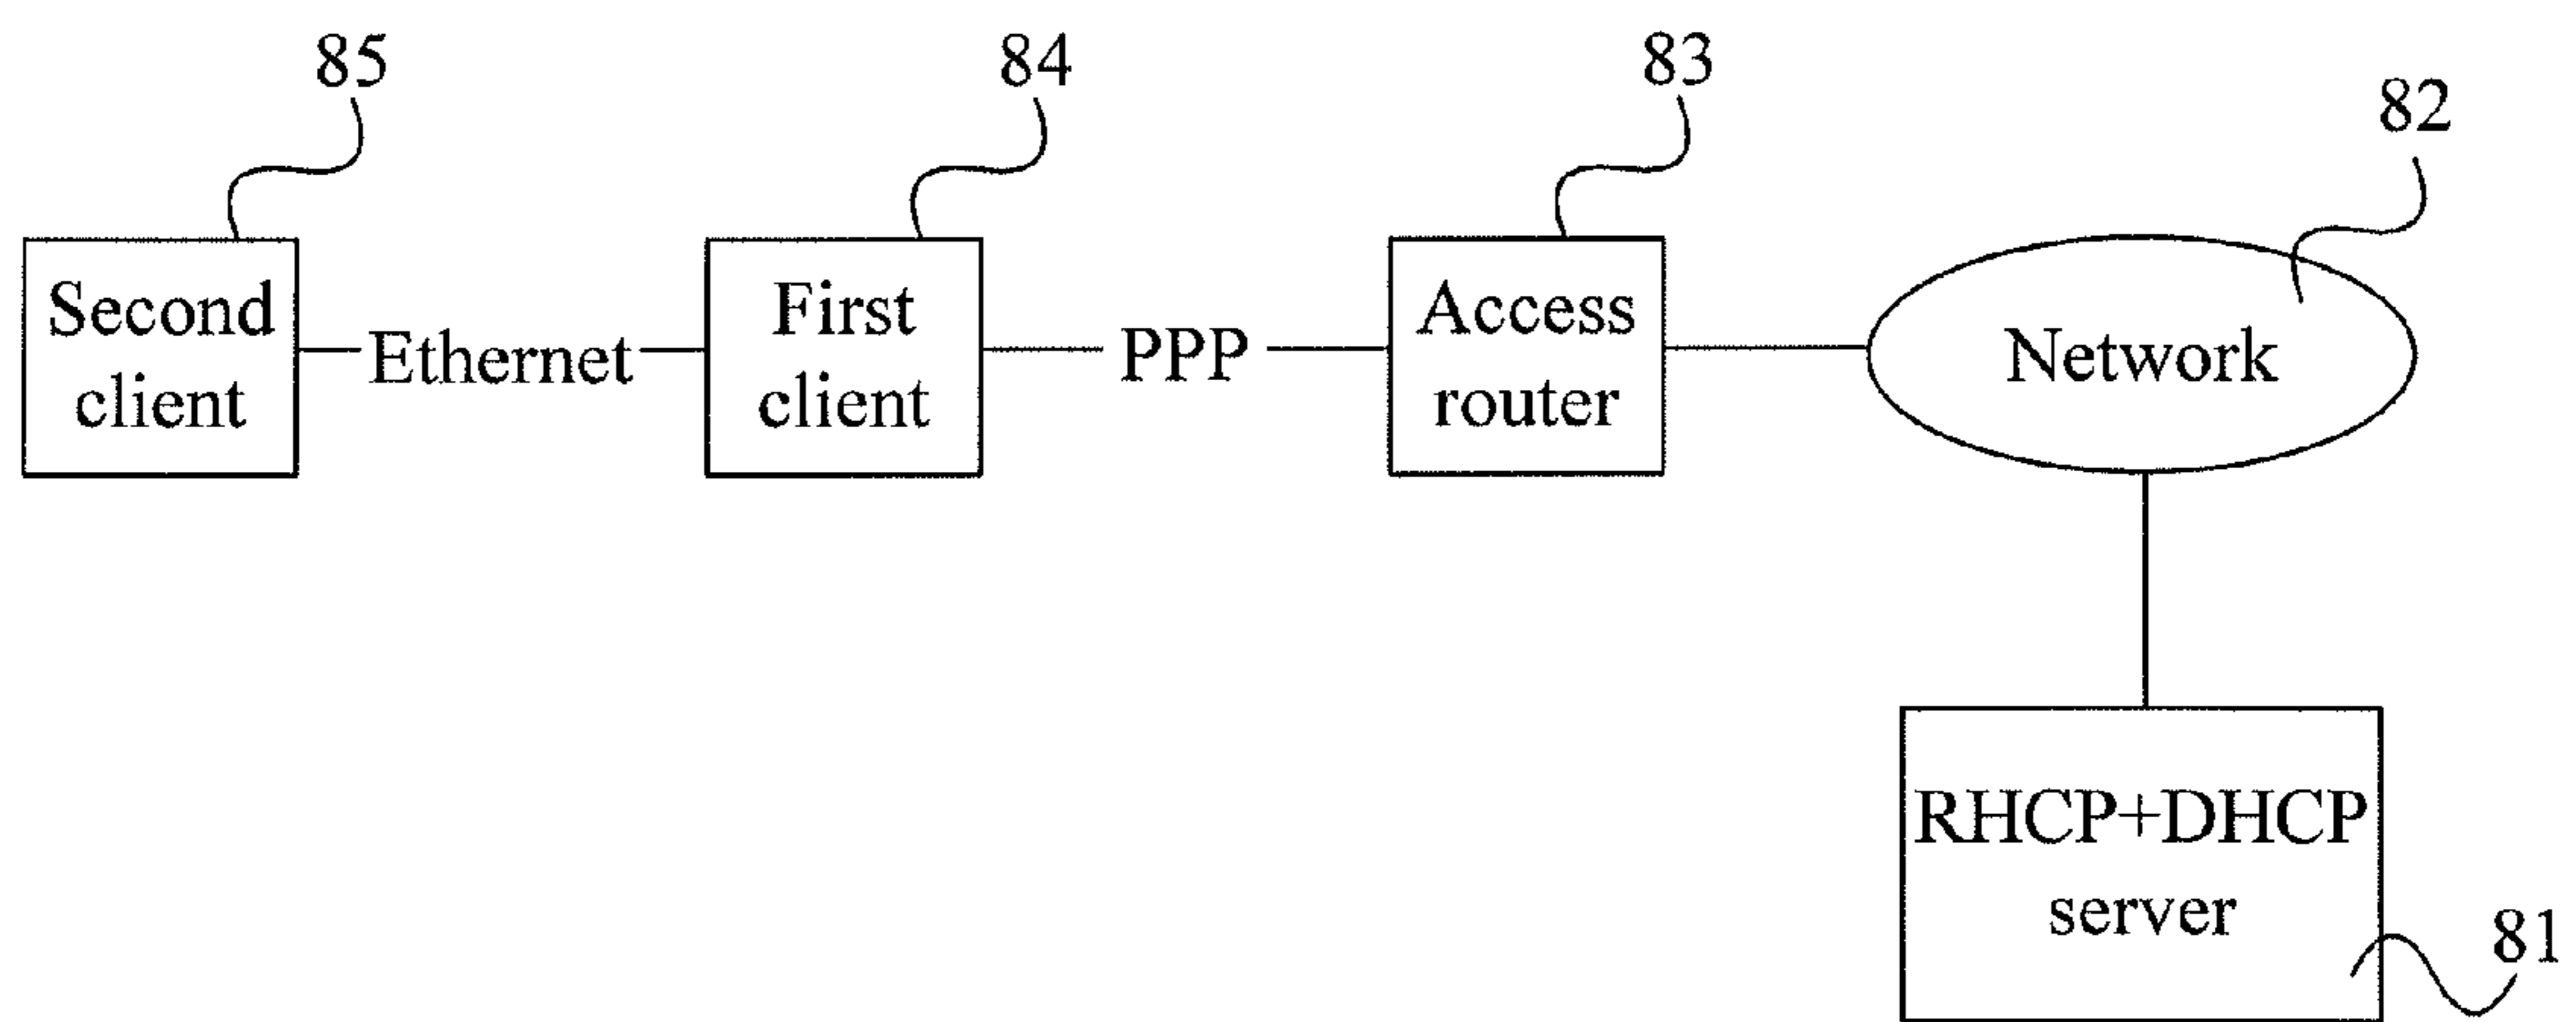 85
84
83
82
Second
client
Ethernet
First
client
PPP
Access
router
Network
RHCP+DHCP
server
81